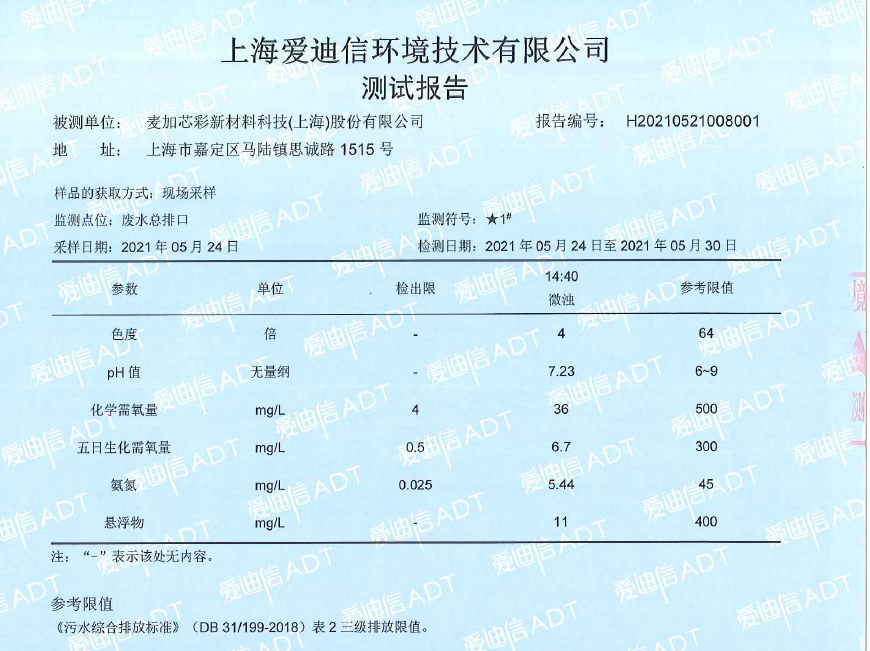 上海爱迪信环境技术有限公司
测试报告
被测单位： 麦加芯彩新材料科技(上海)股份有限公司 报告编号： H20210521008001
地 址： 上海市嘉定区马陆镇思诚路 1515 号
样品的获取方式：现场采样
监测点位：废水总排口 监测符号：★1#
采样日期：2021 年 05 月 24 日 检测日期：2021 年 05 月 24 日至 2021 年 05 月 30 日
参数 单位 检出限 14:40 微浊 参考限值
色度 倍 - 4 64
pH 值 无量纲 - 7.23 6~9
化学需氧量 mg/L 4 36 500
五日生化需氧量 mg/L 0.5 6.7 300
氨氮 mg/L 0.025 5.44 45
悬浮物 mg/L - 11 400
注：“-”表示该处无内容。
参考限值
《污水综合排放标准》（DB 31/199-2018）表 2 三级排放限值。
爱迪信ADT
境
测